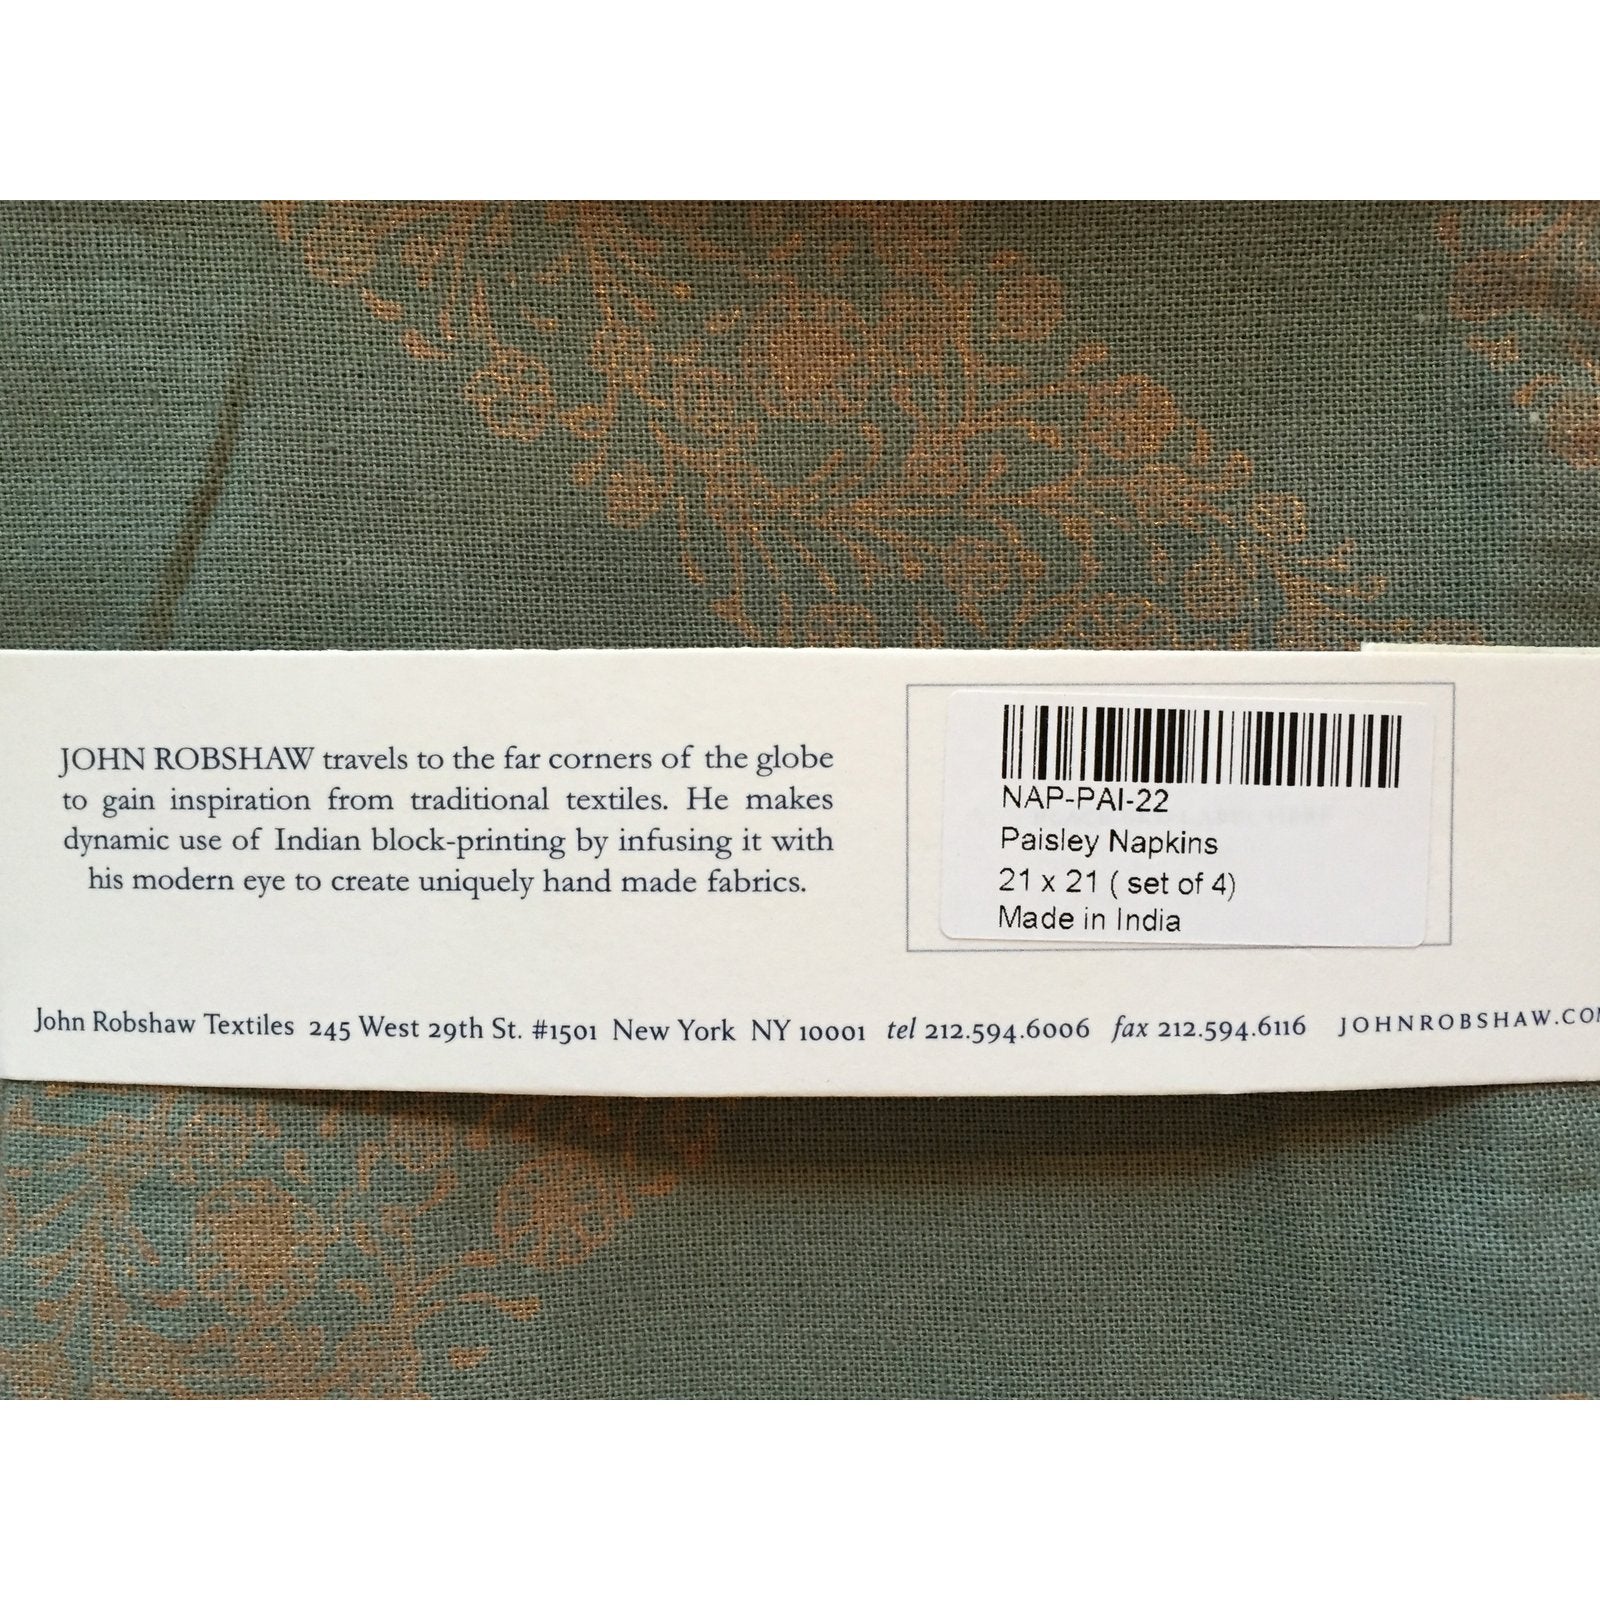 JOHN ROBSHAW travels to the far corners of the globe
to gain inspiration from traditional textiles. He makes
dynamic use of Indian block-printing by infusing it with
his modern eye to create uniquely hand made fabrics.
NAP-PAI-22
Paisley Napkins
21 x 21 ( set of 4)
Made in India
John Robshaw Textiles 245 West 29th St. #1501 New York NY 10001 tel 212.594.6006 fax 212.594.6116 JOHNROBSHAW.COM